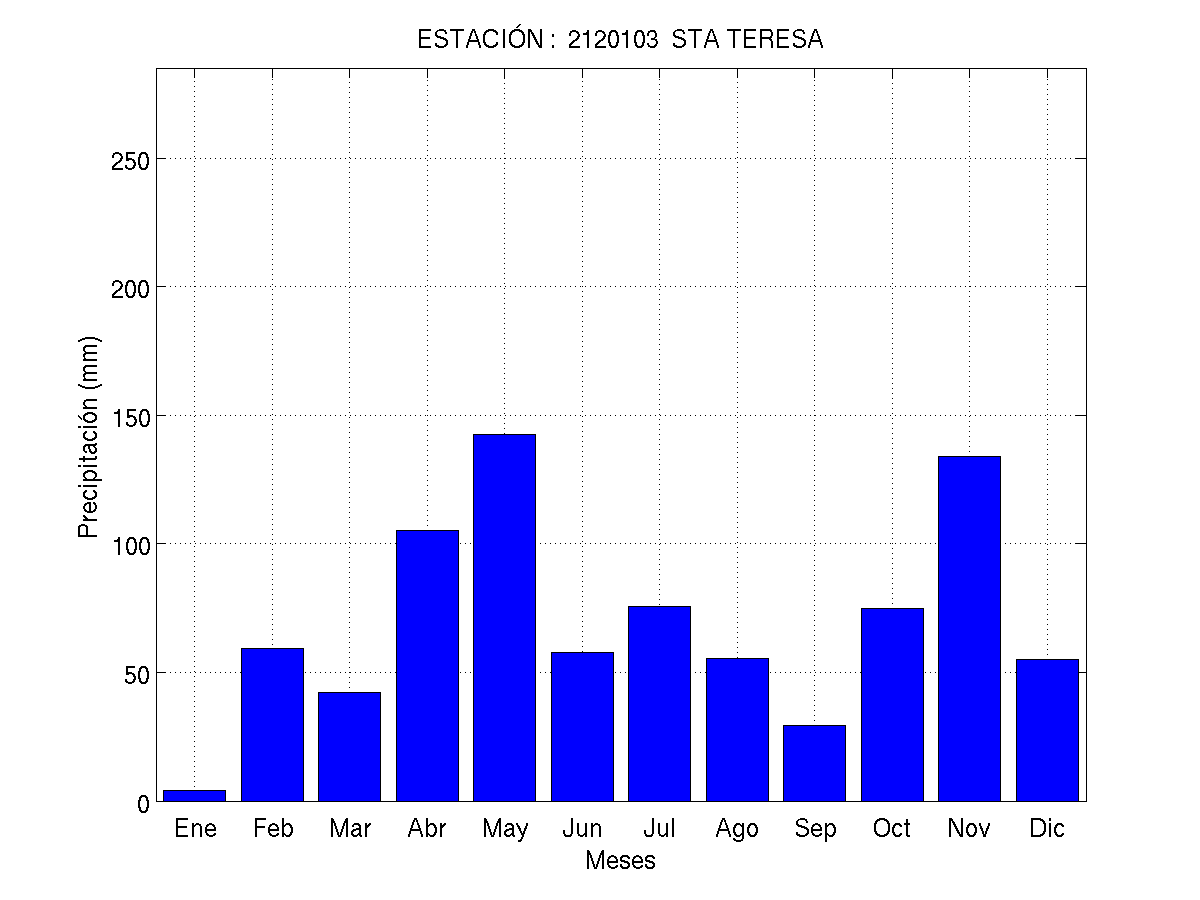 ESTACIÓN : 2120103 STA TERESA
250
200
150
100
50
0
Precipitación (mm)
Ene Feb Mar Abr May Jun Jul Ago Sep Oct Nov Dic
Meses